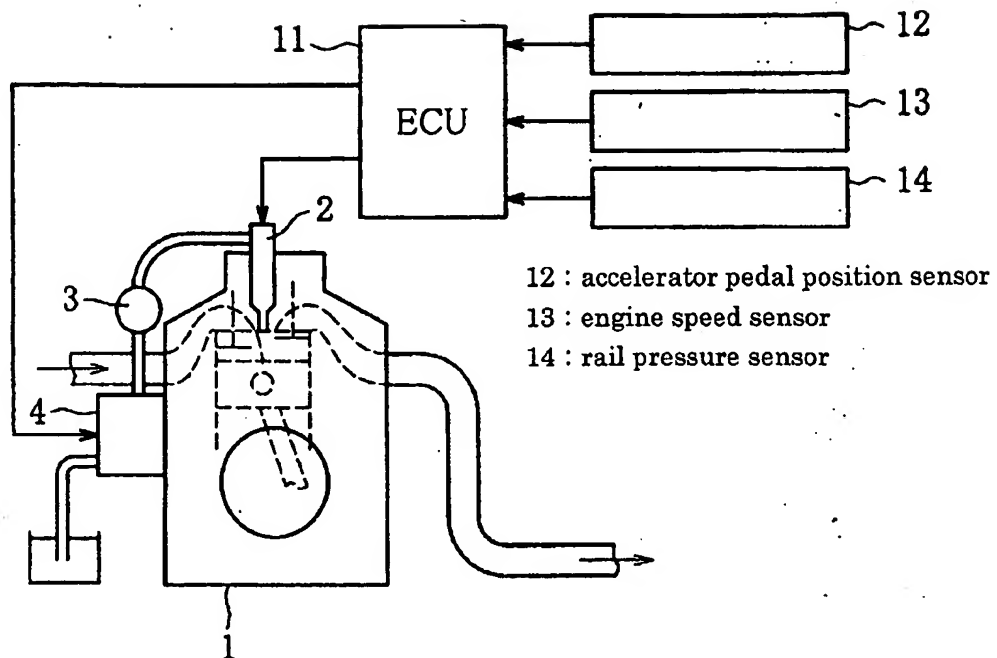 11
ECU
12
13
14
2
3
12 : accelerator pedal position sensor
13 : engine speed sensor
14 : rail pressure sensor
4
1